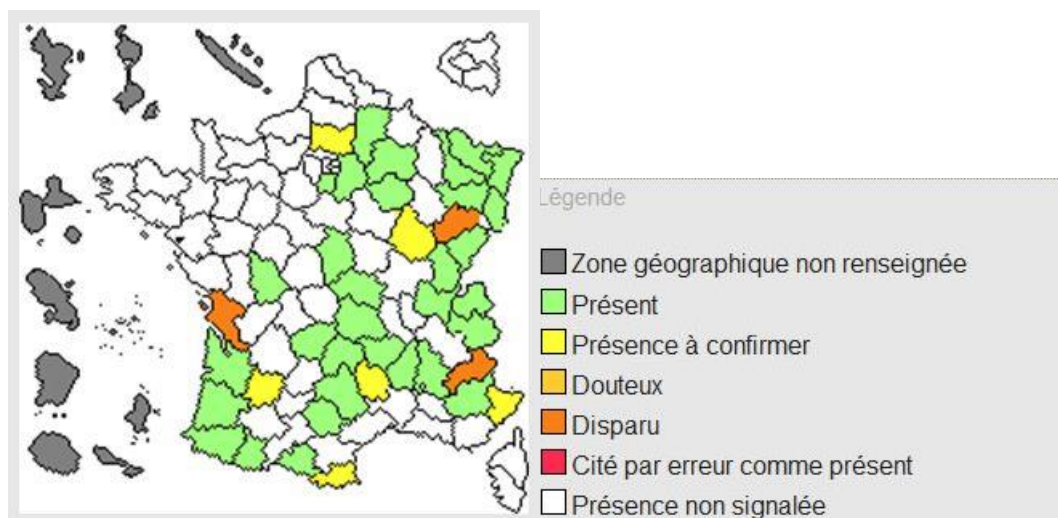 Légende
Zone géographique non renseignée
Présent
Présence à confirmer
Douteux
Disparu
Cité par erreur comme présent
Présence non signalée